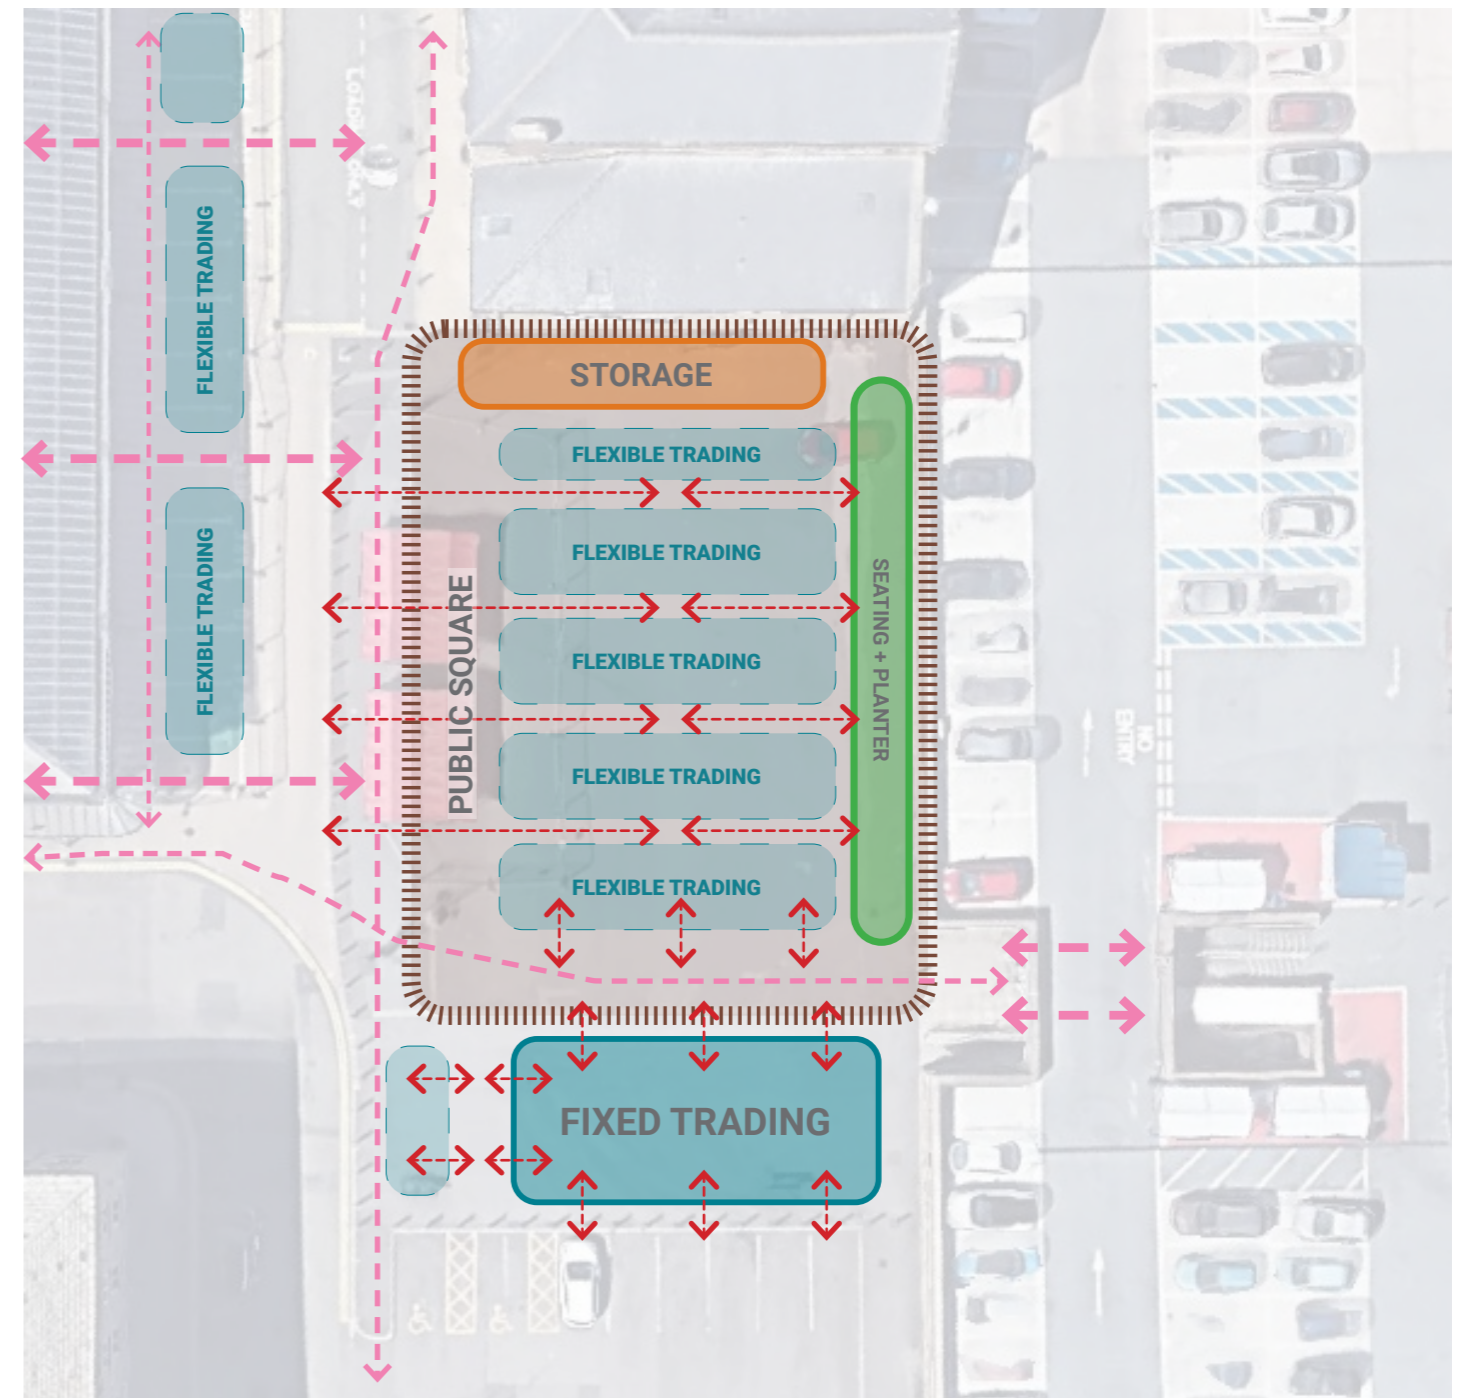 FLEXIBLE TRADING
FLEXIBLE TRADING
STORAGE
FLEXIBLE TRADING
FLEXIBLE TRADING
FLEXIBLE TRADING
FLEXIBLE TRADING
FLEXIBLE TRADING
PUBLIC SQUARE
SEATING + PLANTER
NO
ENTRY
FIXED TRADING